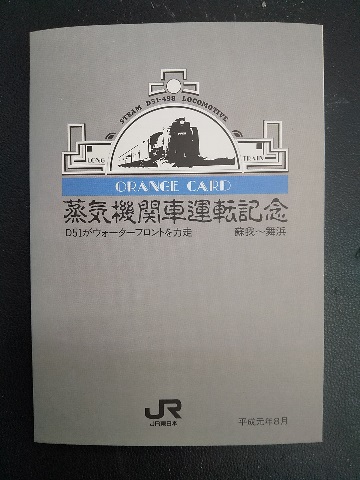 STEAM D51-498 LOCOMOTIVE
LONG TRAIN
ORANGE CARD
蒸気機関車運転記念
D51がウォーターフロントを力走 蘇我～舞浜
JR
JR東日本
平成元年8月